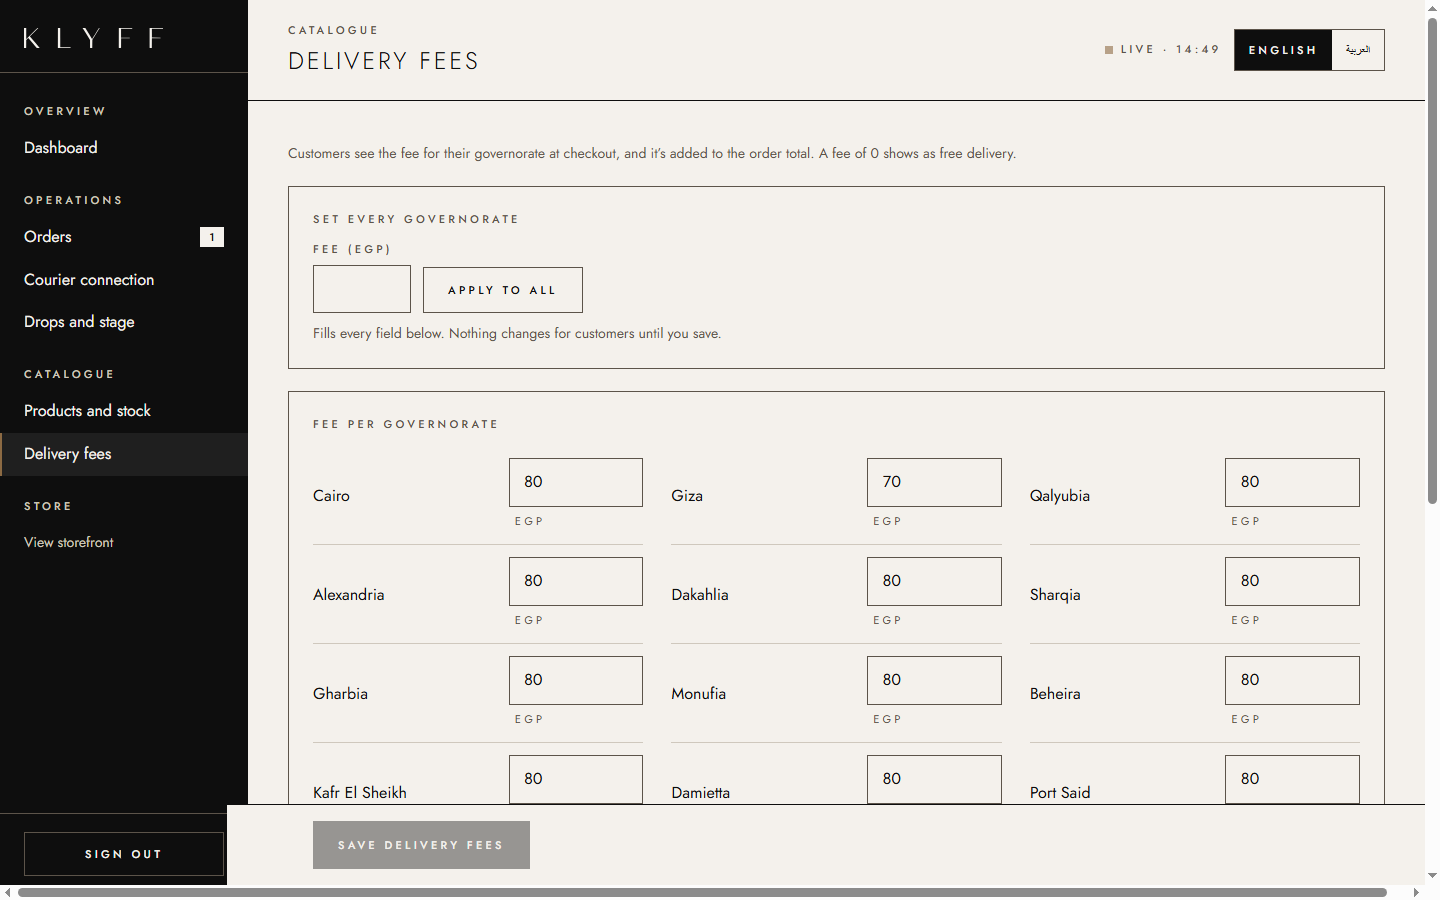 KLYFF
OVERVIEW
Dashboard
OPERATIONS
Orders 1
Courier connection
Drops and stage
CATALOGUE
Products and stock
Delivery fees
STORE
View storefront
SIGN OUT
CATALOGUE
DELIVERY FEES
LIVE · 14:49
ENGLISH العربية
Customers see the fee for their governorate at checkout, and it's added to the order total. A fee of 0 shows as free delivery.
SET EVERY GOVERNORATE
FEE (EGP)
APPLY TO ALL
Fills every field below. Nothing changes for customers until you save.
FEE PER GOVERNORATE
Cairo 80 EGP
Giza 70 EGP
Qalyubia 80 EGP
Alexandria 80 EGP
Dakahlia 80 EGP
Sharqia 80 EGP
Gharbia 80 EGP
Monufia 80 EGP
Beheira 80 EGP
Kafr El Sheikh 80
Damietta 80
Port Said 80
SAVE DELIVERY FEES